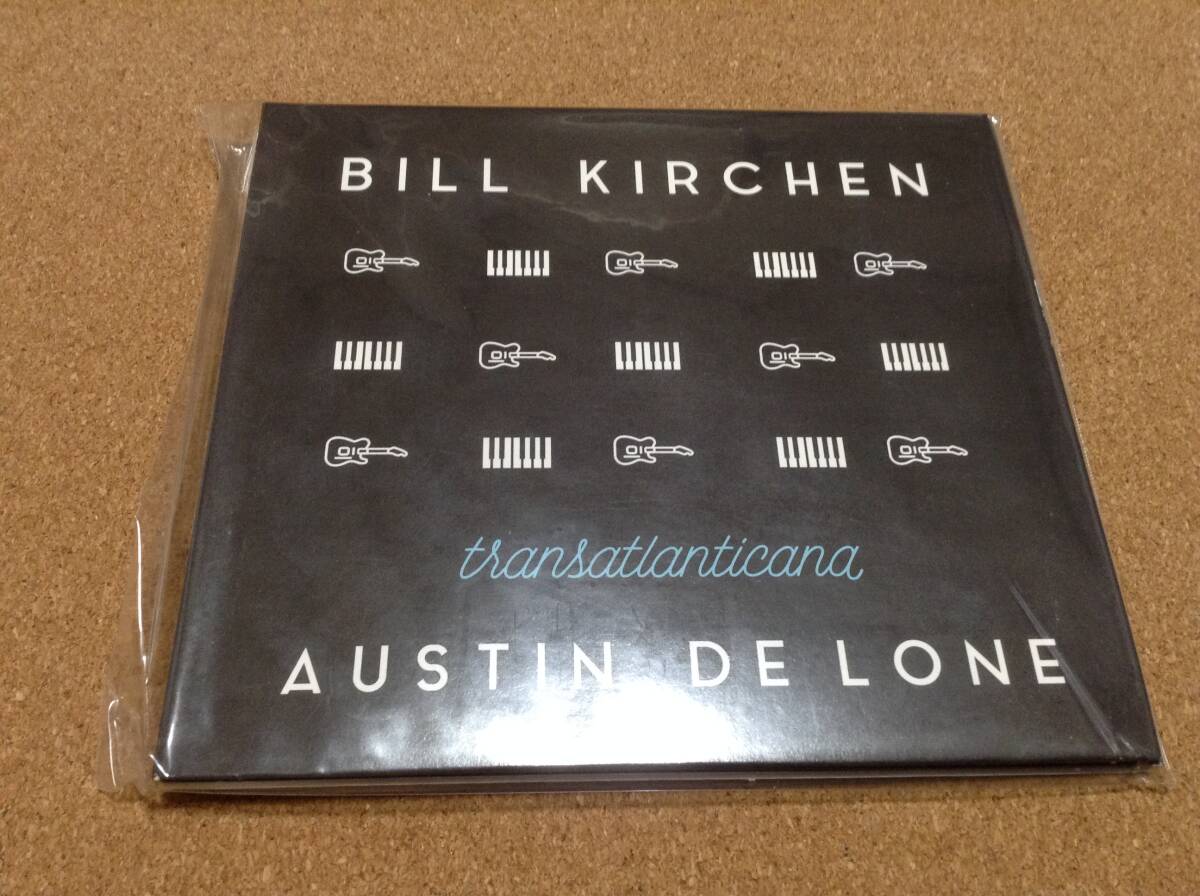 BILL KIRCHEN
transatlanticana
AUSTIN DE LONE